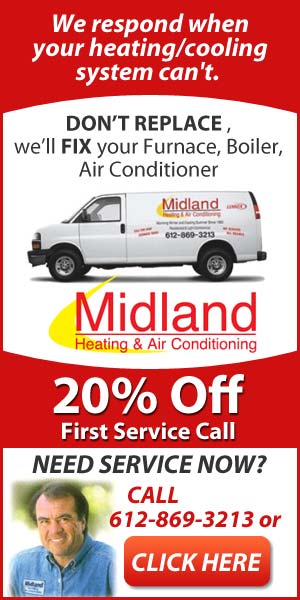 We respond when
your heating/cooling
system can't.
DON'T REPLACE ,
we'll FIX your Furnace, Boiler,
Air Conditioner
Midland
Heating & Air Conditioning
LENNOX
612-869-3213
Midland
Heating & Air Conditioning
20% Off
First Service Call
NEED SERVICE NOW?
CALL
612-869-3213 or
Midland
CLICK HERE